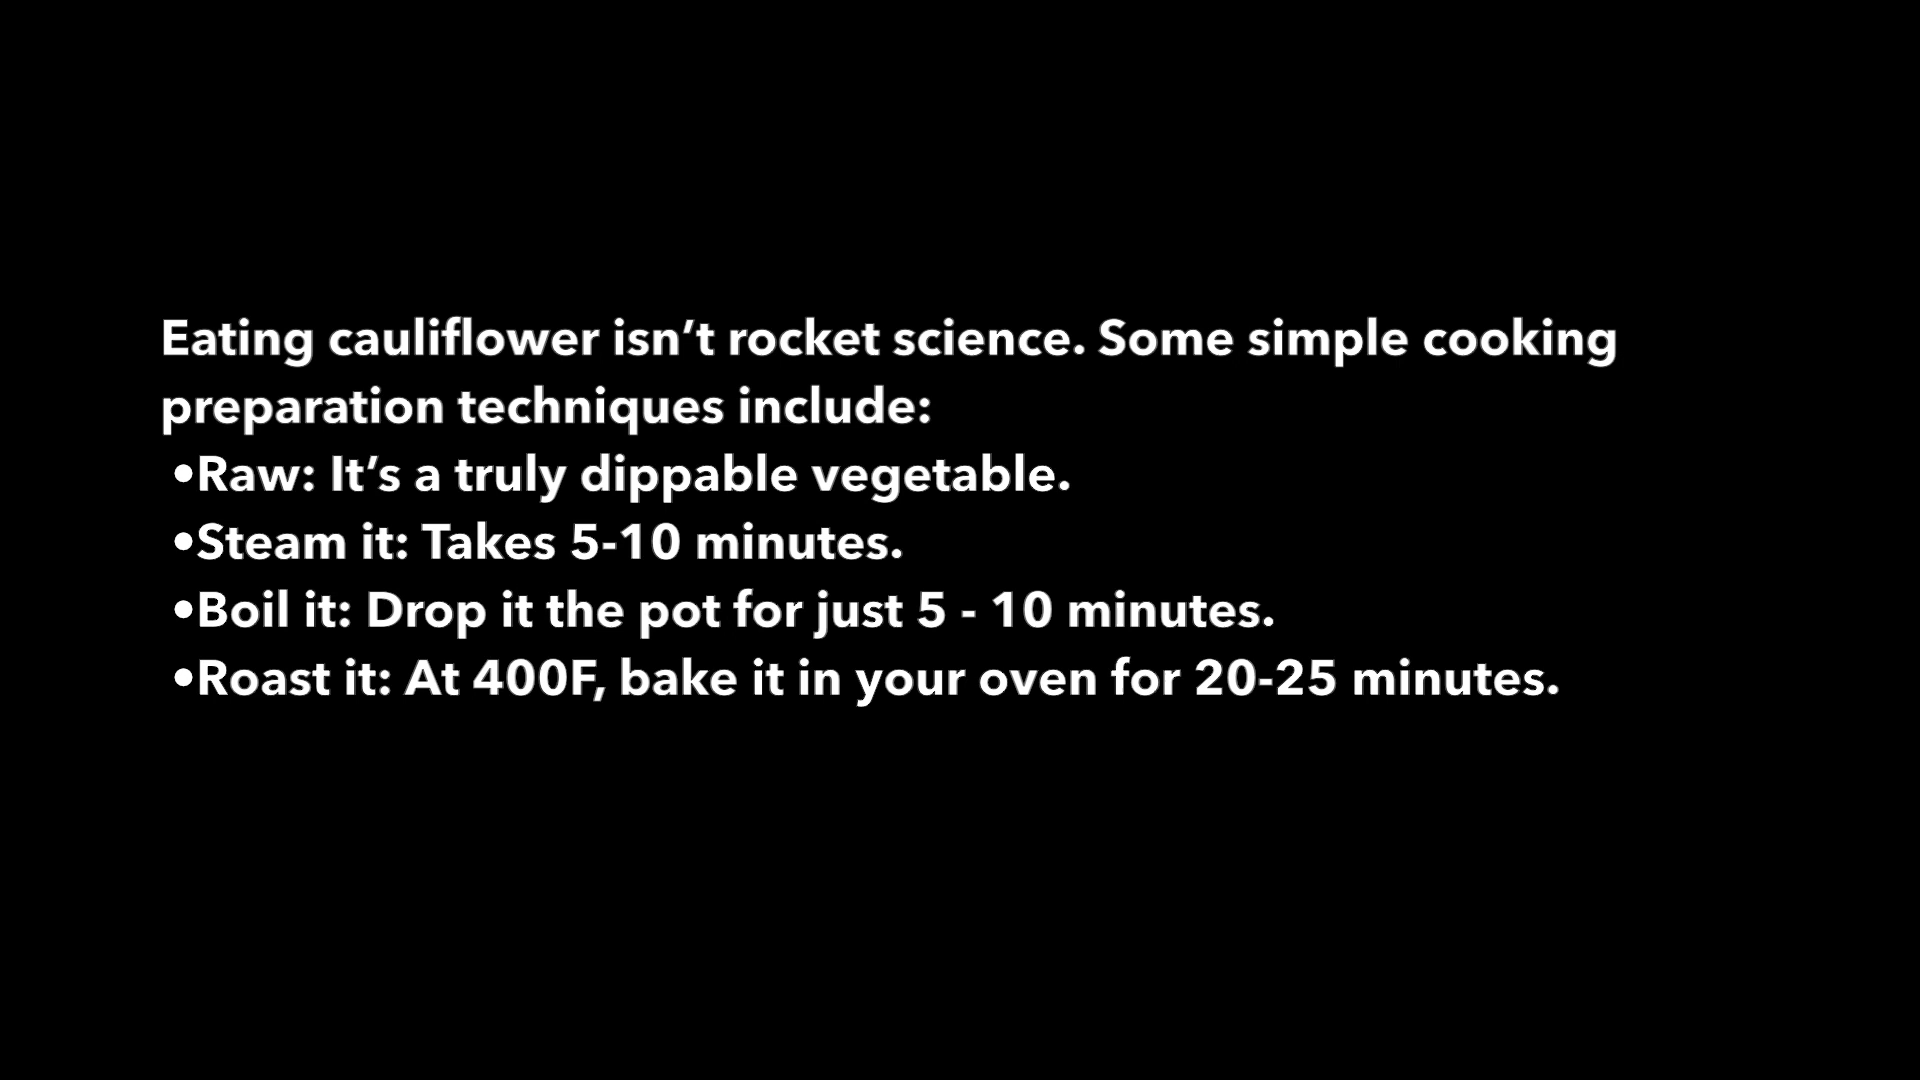 Eating cauliflower isn’t rocket science. Some simple cooking
preparation techniques include:
•Raw: It’s a truly dippable vegetable.
•Steam it: Takes 5-10 minutes.
•Boil it: Drop it the pot for just 5 - 10 minutes.
•Roast it: At 400F, bake it in your oven for 20-25 minutes.